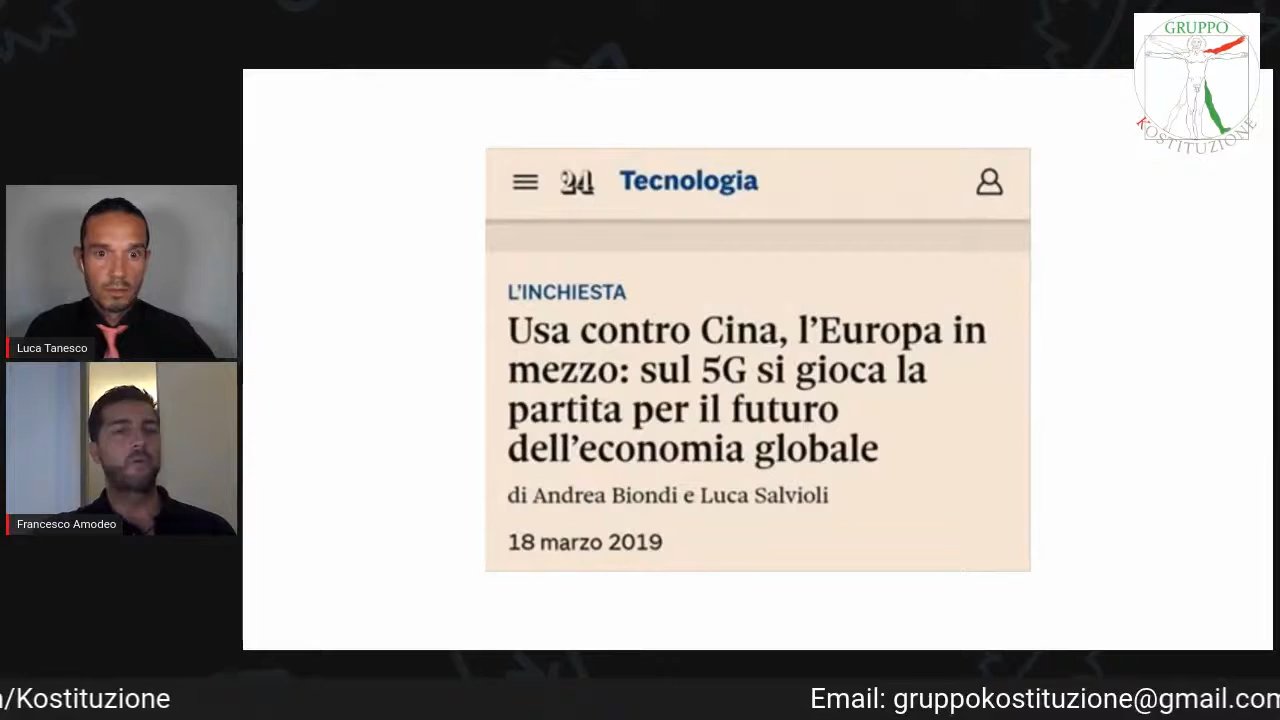 GRUPPO
KOSTITUZIONE
24 Tecnologia
L'INCHIESTA
Usa contro Cina, l'Europa in
mezzo: sul 5G si gioca la
partita per il futuro
dell'economia globale
di Andrea Biondi e Luca Salvioli
18 marzo 2019
Luca Tanesco
Francesco Amodeo
/Kostituzione
Email: gruppokostituzione@gmail.com